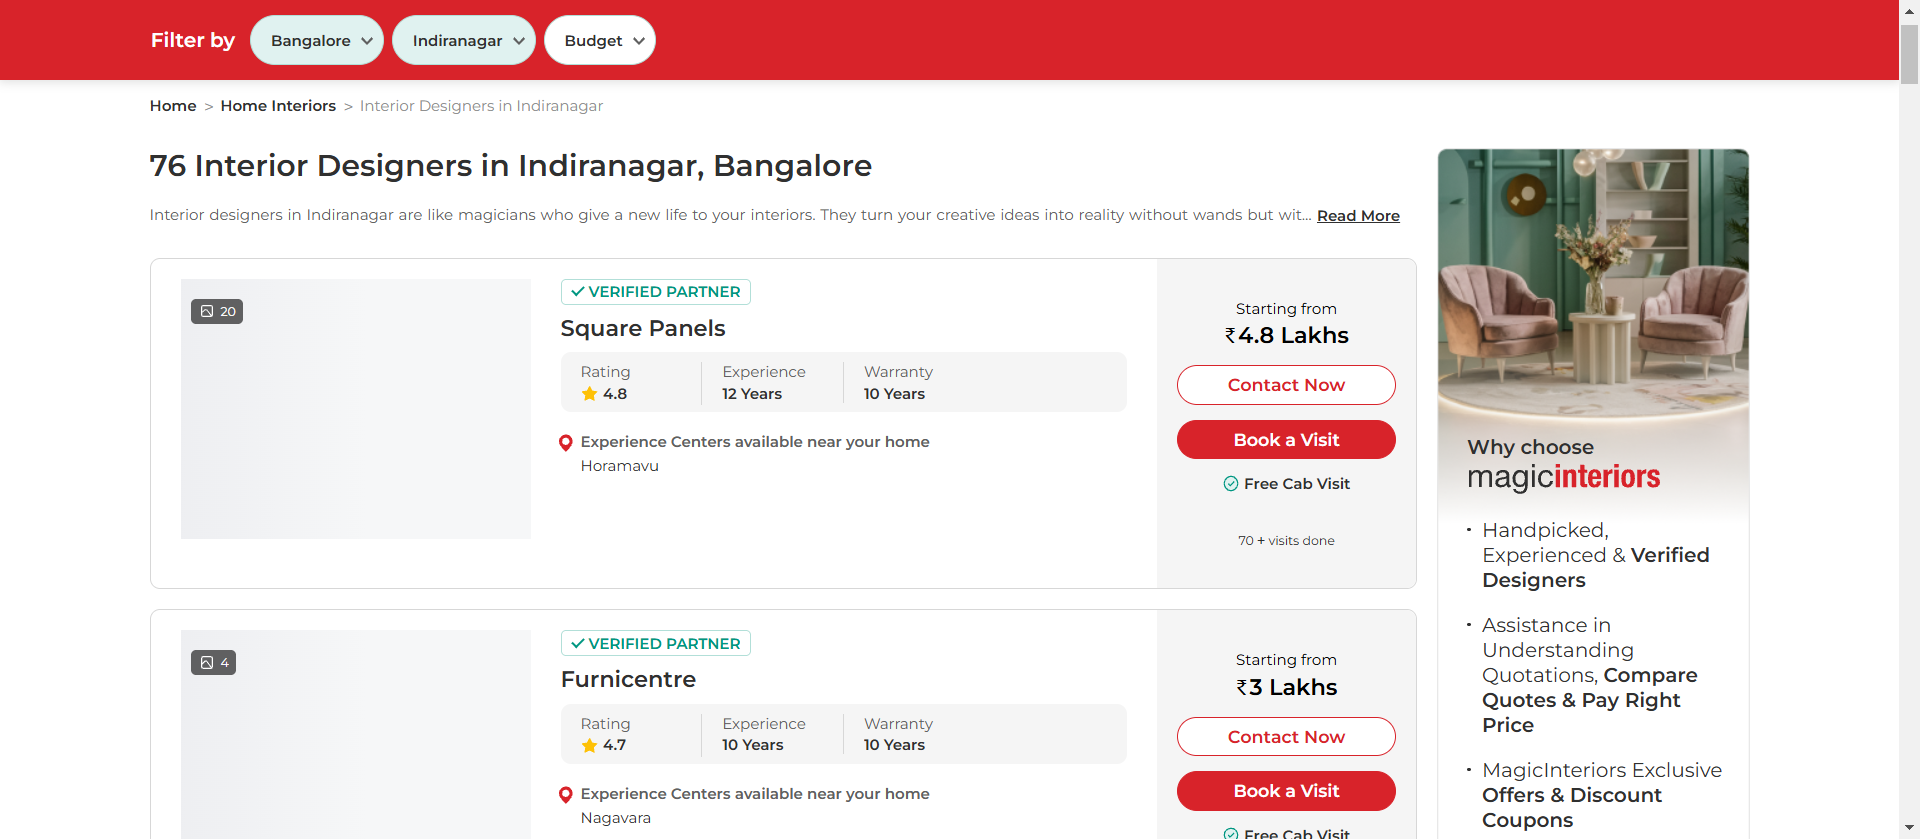 Filter by
Bangalore
Indiranagar
Budget
Home > Home Interiors > Interior Designers in Indiranagar
76 Interior Designers in Indiranagar, Bangalore
Interior designers in Indiranagar are like magicians who give a new life to your interiors. They turn your creative ideas into reality without wands but wit... Read More
20
VERIFIED PARTNER
Square Panels
Rating
4.8
Experience
12 Years
Warranty
10 Years
Experience Centers available near your home
Horamavu
Starting from
₹4.8 Lakhs
Contact Now
Book a Visit
Free Cab Visit
70 + visits done
4
VERIFIED PARTNER
Furnicentre
Rating
4.7
Experience
10 Years
Warranty
10 Years
Experience Centers available near your home
Nagavara
Starting from
₹3 Lakhs
Contact Now
Book a Visit
Free Cab Visit
Why choose
magicinteriors
• Handpicked,
Experienced & Verified
Designers
• Assistance in
Understanding
Quotations, Compare
Quotes & Pay Right
Price
• MagicInteriors Exclusive
Offers & Discount
Coupons